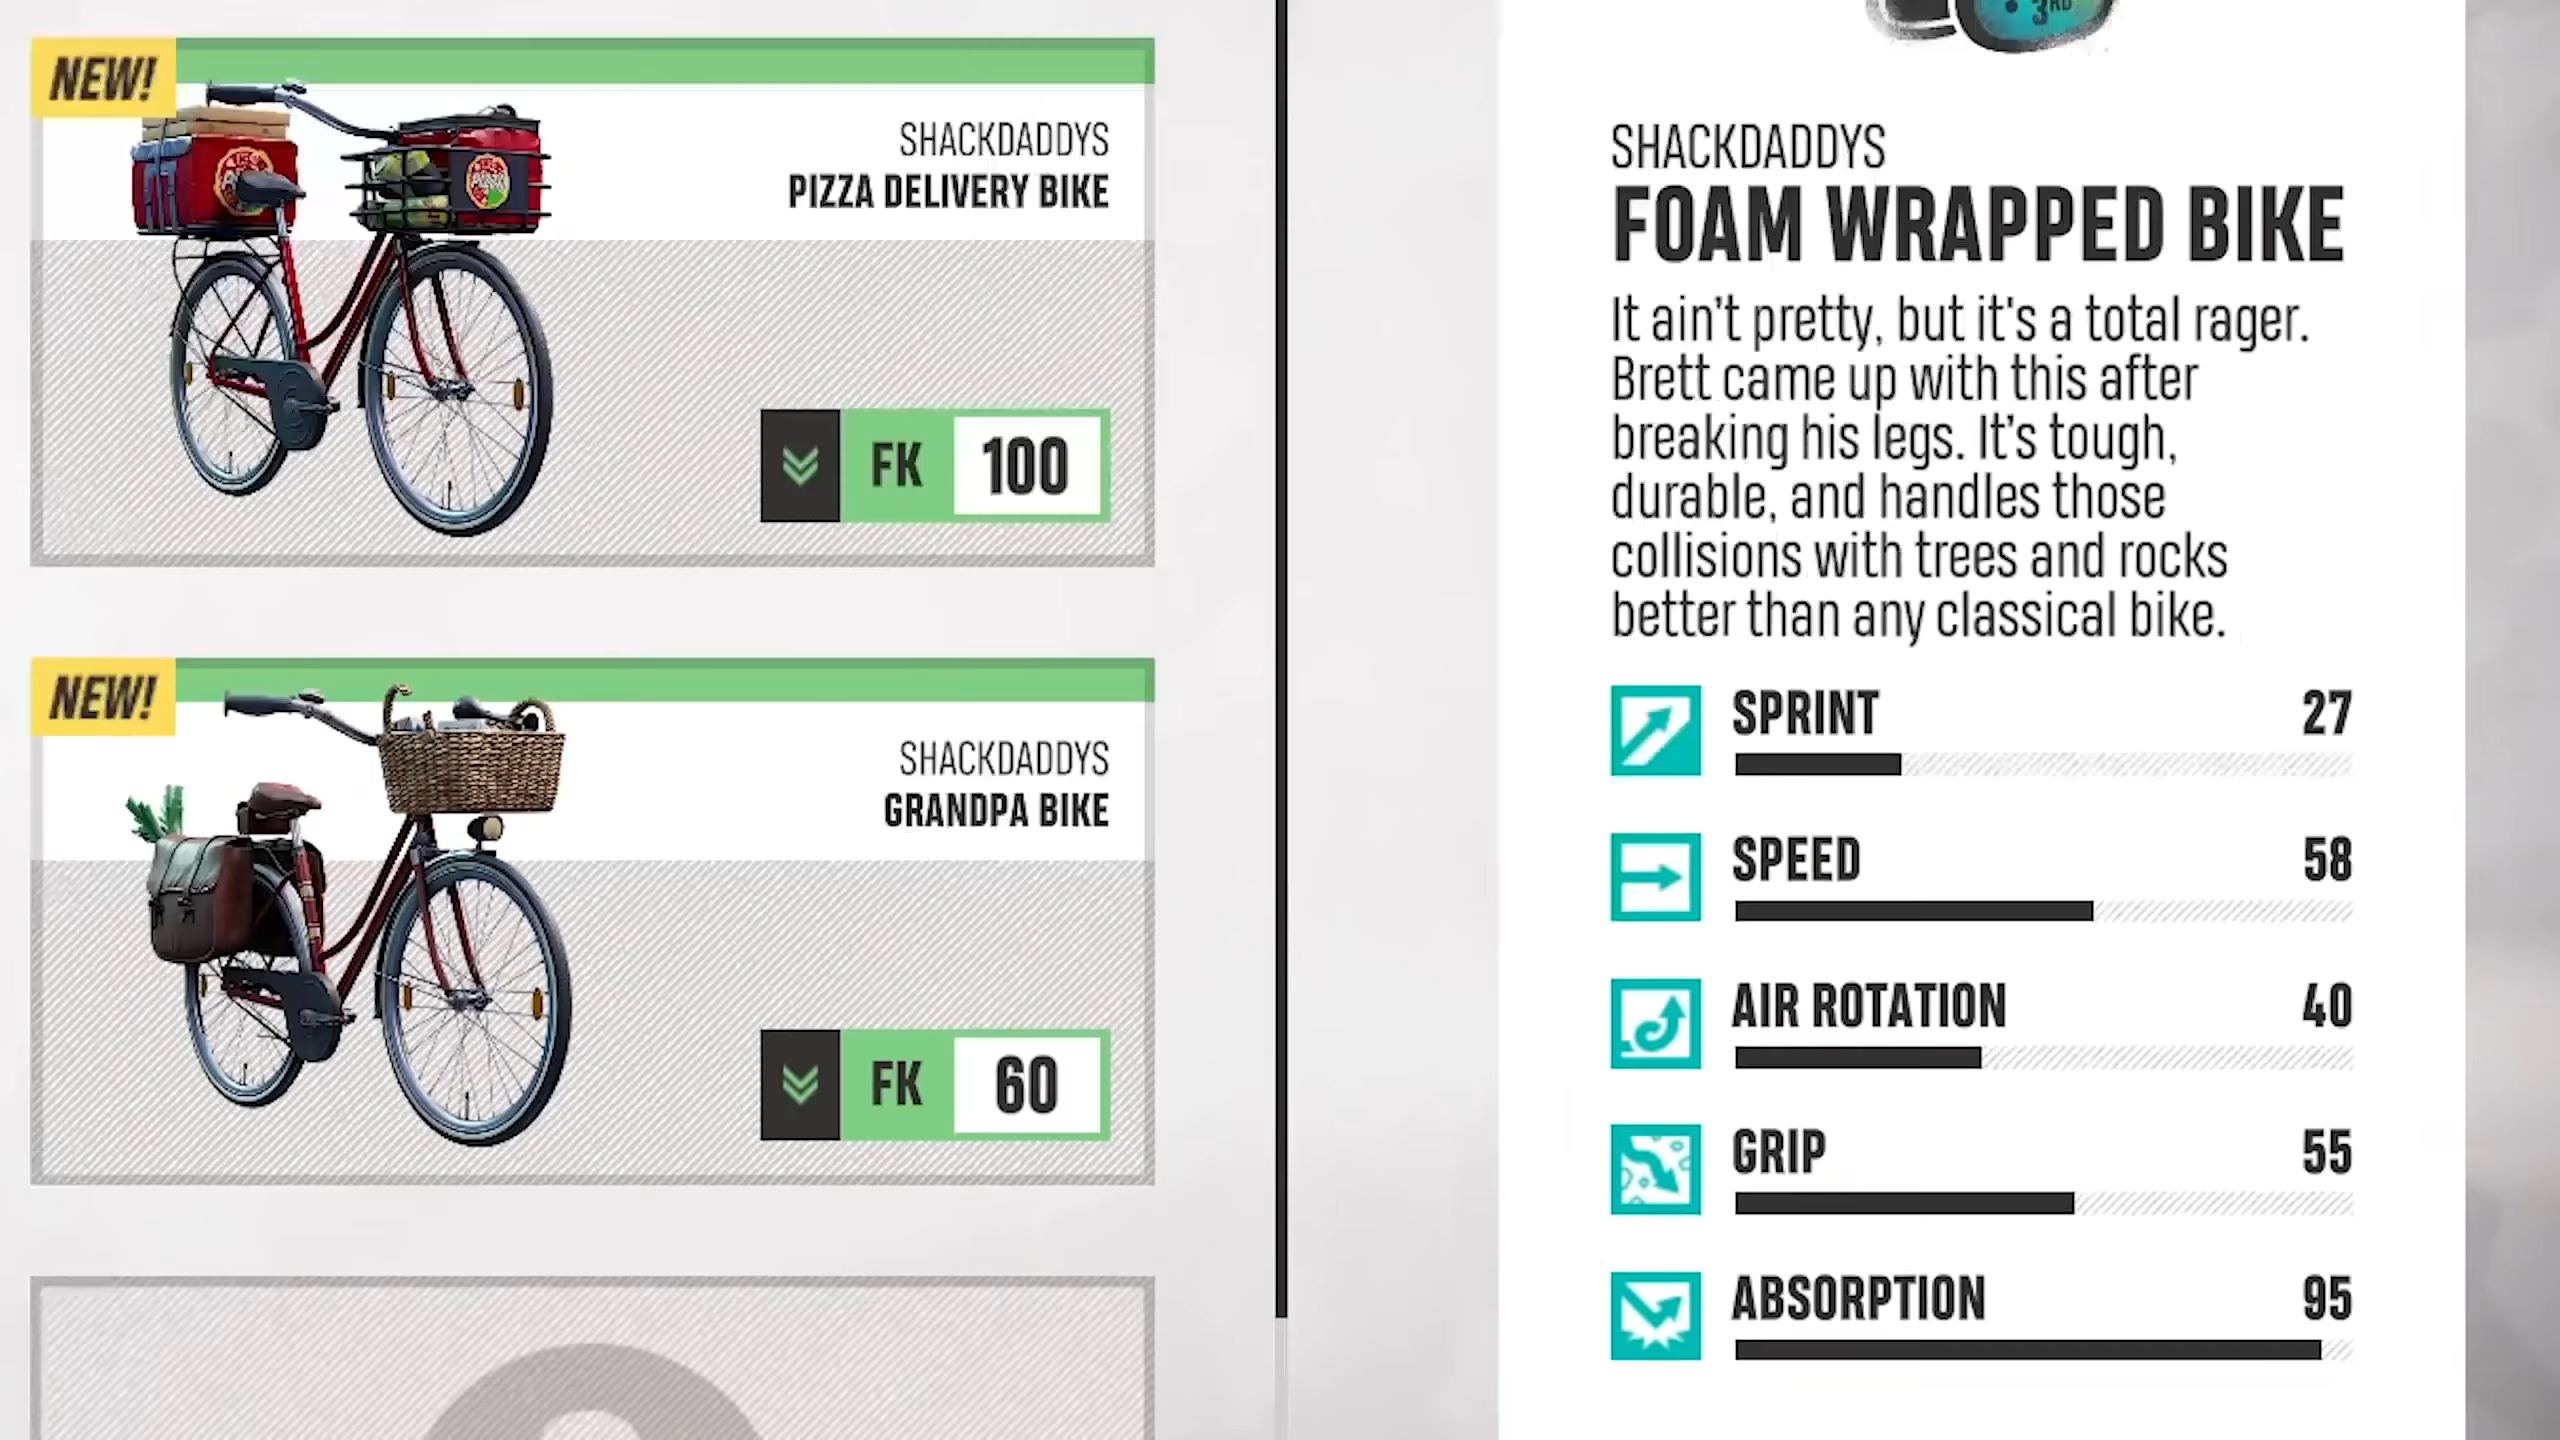 NEW!
SHACKDADDYS
PIZZA DELIVERY BIKE
FK 100
NEW!
SHACKDADDYS
GRANDPA BIKE
FK 60
3RD
SHACKDADDYS
FOAM WRAPPED BIKE
It ain't pretty, but it's a total rager.
Brett came up with this after
breaking his legs. It's tough,
durable, and handles those
collisions with trees and rocks
better than any classical bike.
SPRINT 27
SPEED 58
AIR ROTATION 40
GRIP 55
ABSORPTION 95